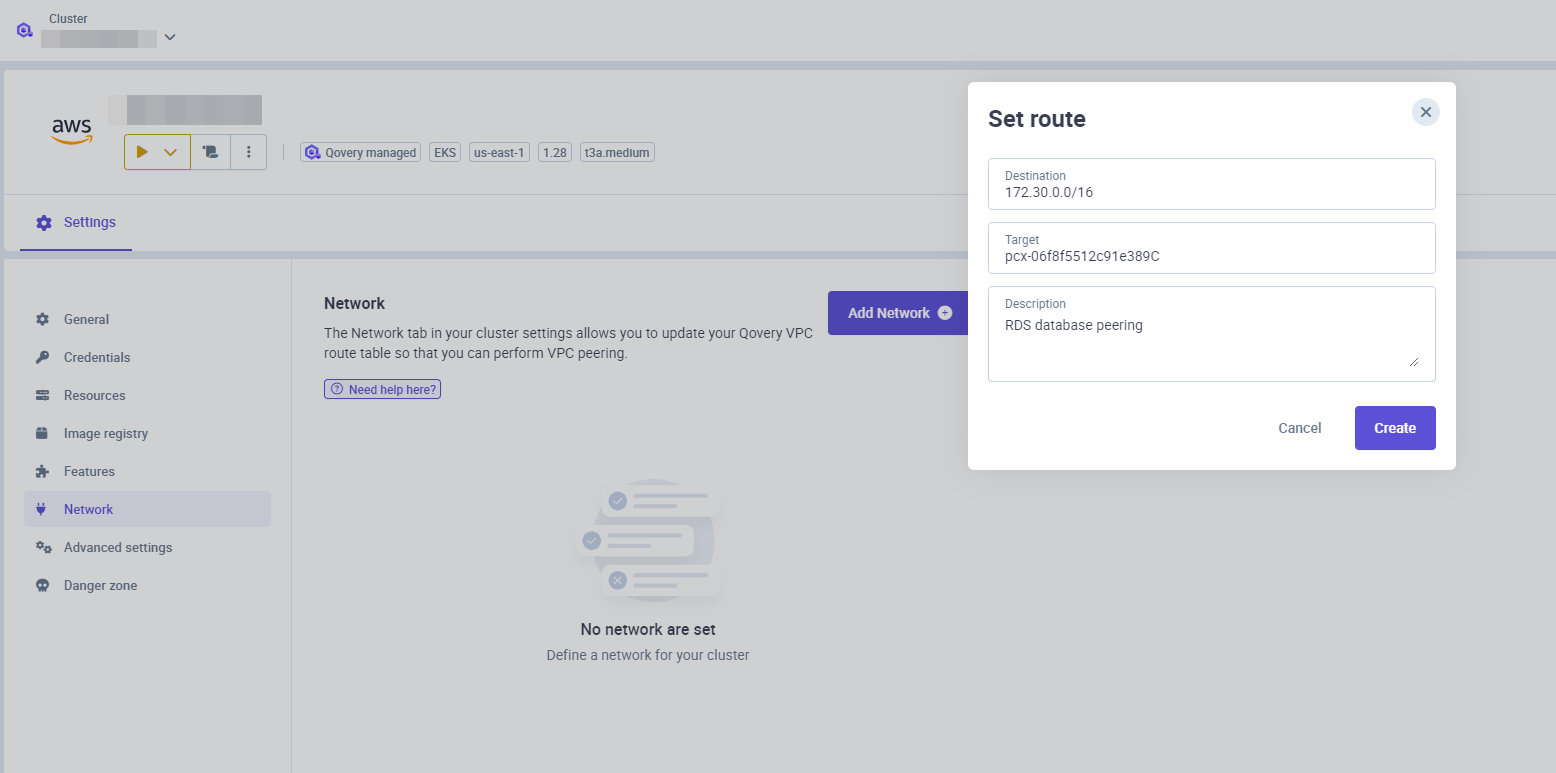 Cluster
aws
Qovery managed
EKS
us-east-1
1.28
t3a.medium
Settings
General
Credentials
Resources
Image registry
Features
Network
Advanced settings
Danger zone
Network
The Network tab in your cluster settings allows you to update your Qovery VPC
route table so that you can perform VPC peering.
Need help here?
Add Network
No network are set
Define a network for your cluster
Set route
Destination
172.30.0.0/16
Target
pcx-06f8f5512c91e389C
Description
RDS database peering
Cancel
Create